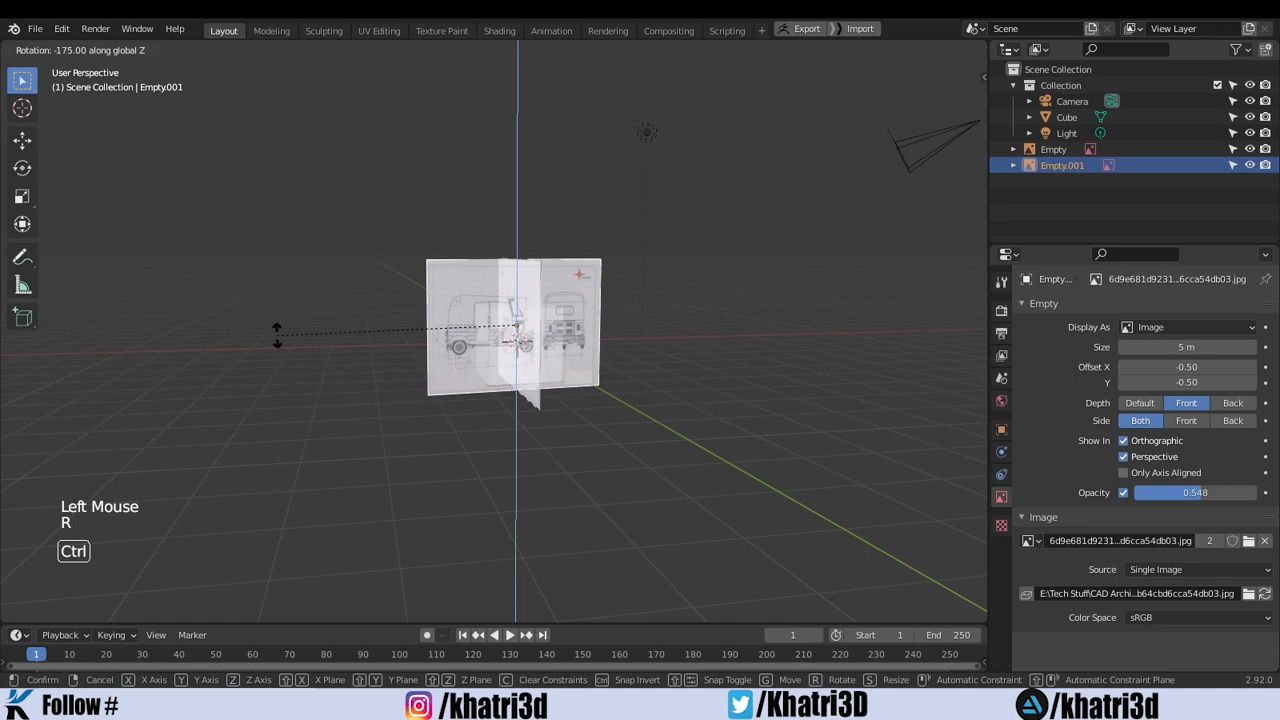 File Edit Render Window Help Layout Modeling Sculpting UV Editing Texture Paint Shading Animation Rendering Compositing Scripting + Export Import Scene View Layer
Rotation: -175.00 along global Z
User Perspective
(1) Scene Collection | Empty.001
Scene Collection
Collection
Camera
Cube
Light
Empty
Empty.001
Empty.... 6d9e681d9231...6cca54db03.jpg
Empty
Display As Image
Size 5 m
Offset X -0.50
Y -0.50
Depth Default Front Back
Side Both Front Back
Show In Orthographic
Perspective
Only Axis Aligned
Opacity 0.548
Image
6d9e681d9231...d6cca54db03.jpg 2
Source Single Image
E:\Tech Stuff\CAD Archi...b64cbd6cca54db03.jpg
Color Space sRGB
Left Mouse
R
Ctrl
Playback Keying View Marker 1 Start 1 End 250
1 10 20 30 40 50 60 70 80 90 100 110 120 130 140 150 160 170 180 190 200 210 220 230 240 250
Confirm Cancel X X Axis Y Y Axis Z Z Axis X X Plane Y Y Plane Z Z Plane C Clear Constraints Ctrl Snap Invert Snap Toggle G Move R Rotate S Resize Automatic Constraint Automatic Constraint Plane 2.92.0
Follow # /khatri3d /Khatri3D /khatri3d